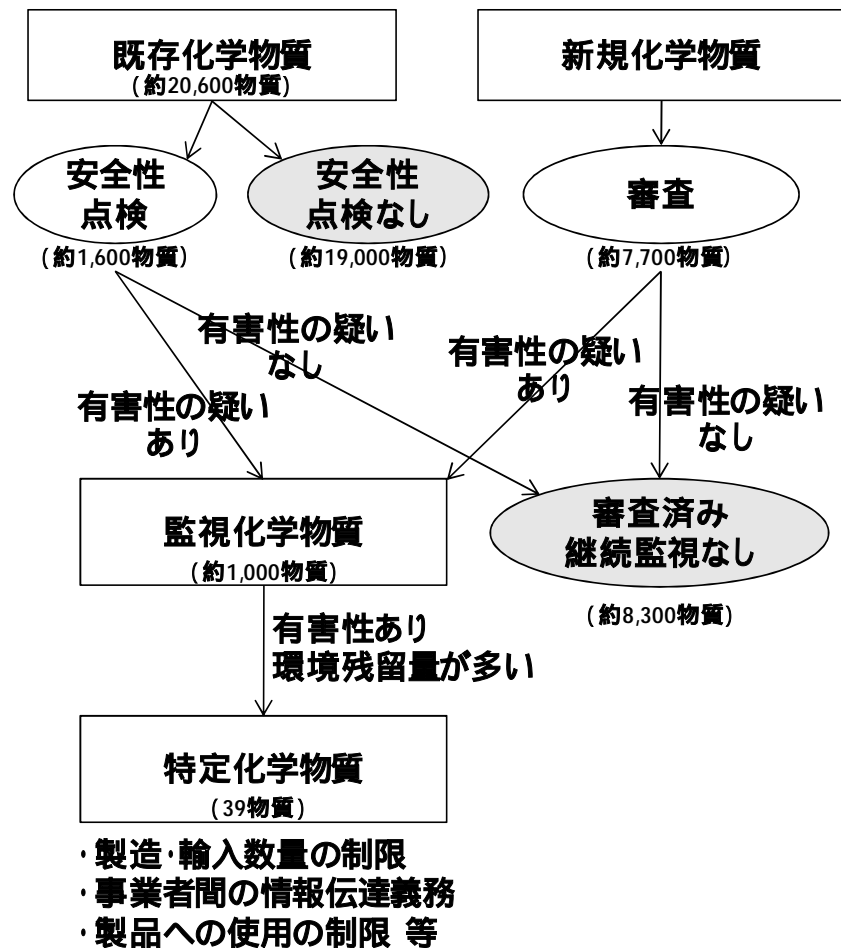 既存化学物質
(約20,600物質)
新規化学物質
安全性
点検
(約1,600物質)
安全性
点検なし
(約19,000物質)
審査
(約7,700物質)
有害性の疑い
なし
有害性の疑い
あり
有害性の疑い
あり
有害性の疑い
なし
監視化学物質
(約1,000物質)
審査済み
継続監視なし
(約8,300物質)
有害性あり
環境残留量が多い
特定化学物質
(39物質)
・製造・輸入数量の制限
・事業者間の情報伝達義務
・製品への使用の制限 等